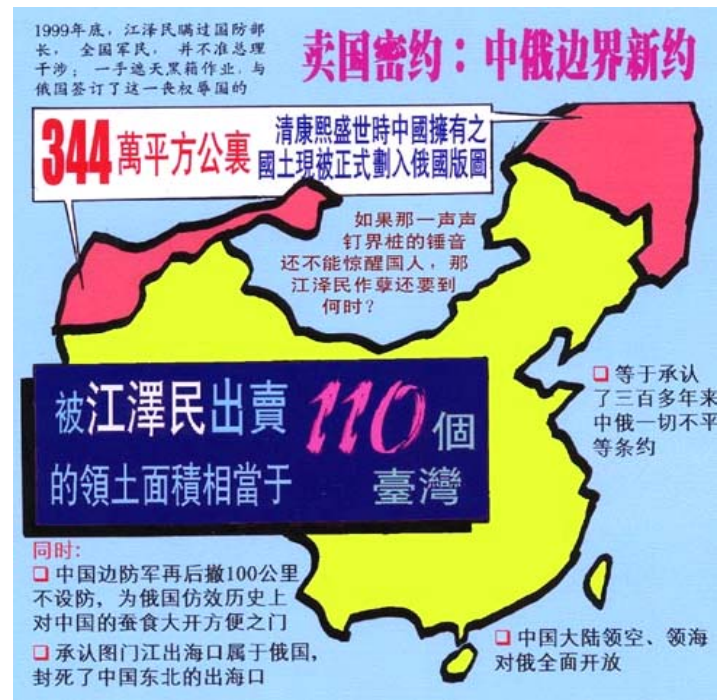 1999年底，江泽民瞒过国防部
长， 全国军民， 并不准总理
干涉； 一手遮天黑箱作业，与
俄国签订了这一丧权辱国的
卖国密约：中俄边界新约
344萬平方公裏
清康熙盛世時中國擁有之
國土現被正式劃入俄國版圖
如果那一声声
钉界桩的锤音
还不能惊醒国人，那
江泽民作孽还要到
何时？
被江澤民出賣110個
的領土面積相當于 臺灣
等于承认
了三百多年来
中俄一切不平
等条约
同时:
中国边防军再后撤100公里
不设防，为俄国仿效历史上
对中国的蚕食大开方便之门
承认图门江出海口属于俄国，
封死了中国东北的出海口
中国大陆领空、领海
对俄全面开放